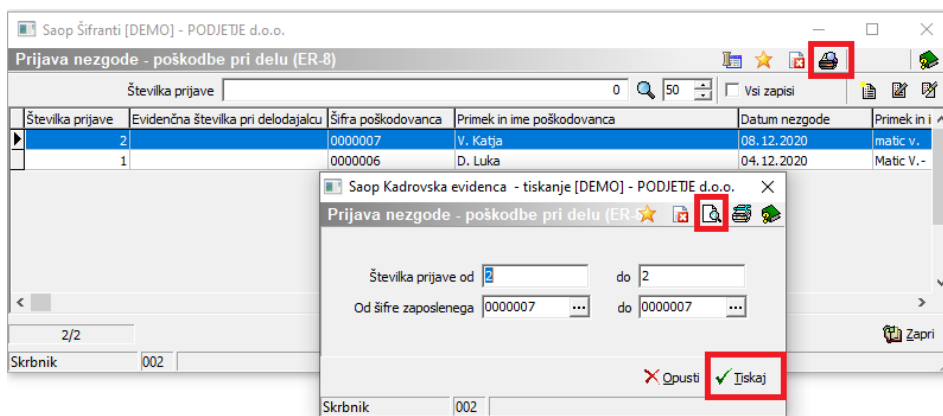 Saop Šifranti [DEMO] - PODJETJE d.o.o.
Prijava nezgode - poškodbe pri delu (ER-8)
Številka prijave 0 50 Vsi zapisi
Številka prijave Evidenčna številka pri delodajalcu Šifra poškodovanca Primek in ime poškodovanca Datum nezgode Primek in i
2 0000007 V. Katja 08.12.2020 matic v.
1 0000006 D. Luka 04.12.2020 Matic V.-
Saop Kadrovska evidenca - tiskanje [DEMO] - PODJETJE d.o.o.
Prijava nezgode - poškodbe pri delu (ER-
Številka prijave od 2 do 2
Od šifre zaposlenega 0000007 ... do 0000007 ...
2/2 Zapri
Opusti Tiskaj
Skrbnik 002
Skrbnik 002